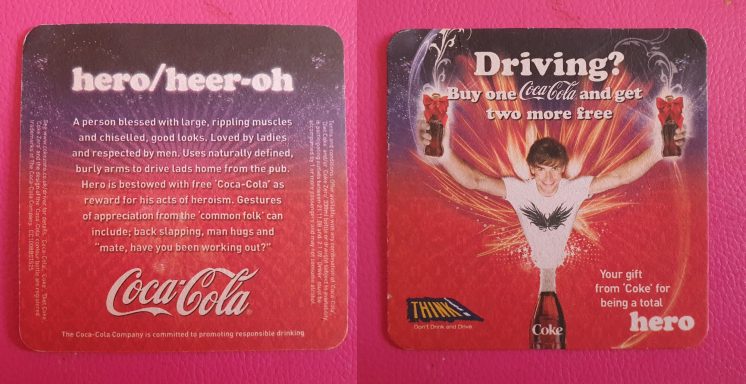 hero/heer-oh
A person blessed with large, rippling muscles
and chiselled, good looks. Loved by ladies
and respected by men. Uses naturally defined,
burly arms to drive lads home from the pub.
Hero is bestowed with free 'Coca-Cola' as
reward for his acts of heroism. Gestures
of appreciation from the 'common folk' can
include; back slapping, man hugs and
"mate, have you been working out?"
Coca-Cola
The Coca-Cola Company is committed to promoting responsible drinking
Driving?
Buy one Coca-Cola and get
two more free
Your gift
from 'Coke' for
being a total
hero
THINK!
Don't Drink and Drive
Coke